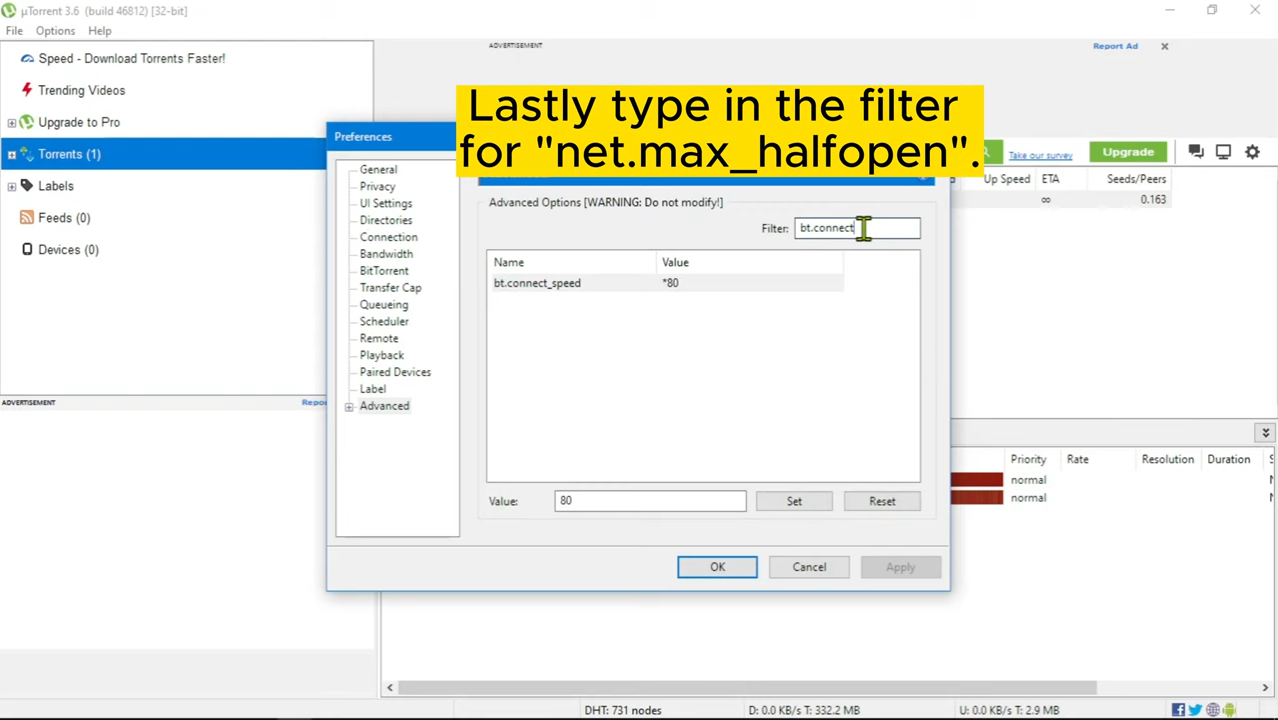 µTorrent 3.6 (build 46812) [32-bit]
File Options Help
Speed - Download Torrents Faster!
Trending Videos
Upgrade to Pro
Torrents (1)
Labels
Feeds (0)
Devices (0)
ADVERTISEMENT
ADVERTISEMENT
Report Ad
Lastly type in the filter
for "net.max_halfopen".
Take our survey
Upgrade
Up Speed ETA Seeds/Peers
∞ 0.163
Preferences
General
Privacy
UI Settings
Directories
Connection
Bandwidth
BitTorrent
Transfer Cap
Queueing
Scheduler
Remote
Playback
Paired Devices
Label
Advanced
Advanced Options [WARNING: Do not modify!]
Filter: bt.connect
Name Value
bt.connect_speed *80
Value: 80 Set Reset
OK Cancel Apply
Priority Rate Resolution Duration
normal
normal
DHT: 731 nodes D: 0.0 KB/s T: 332.2 MB U: 0.0 KB/s T: 2.9 MB